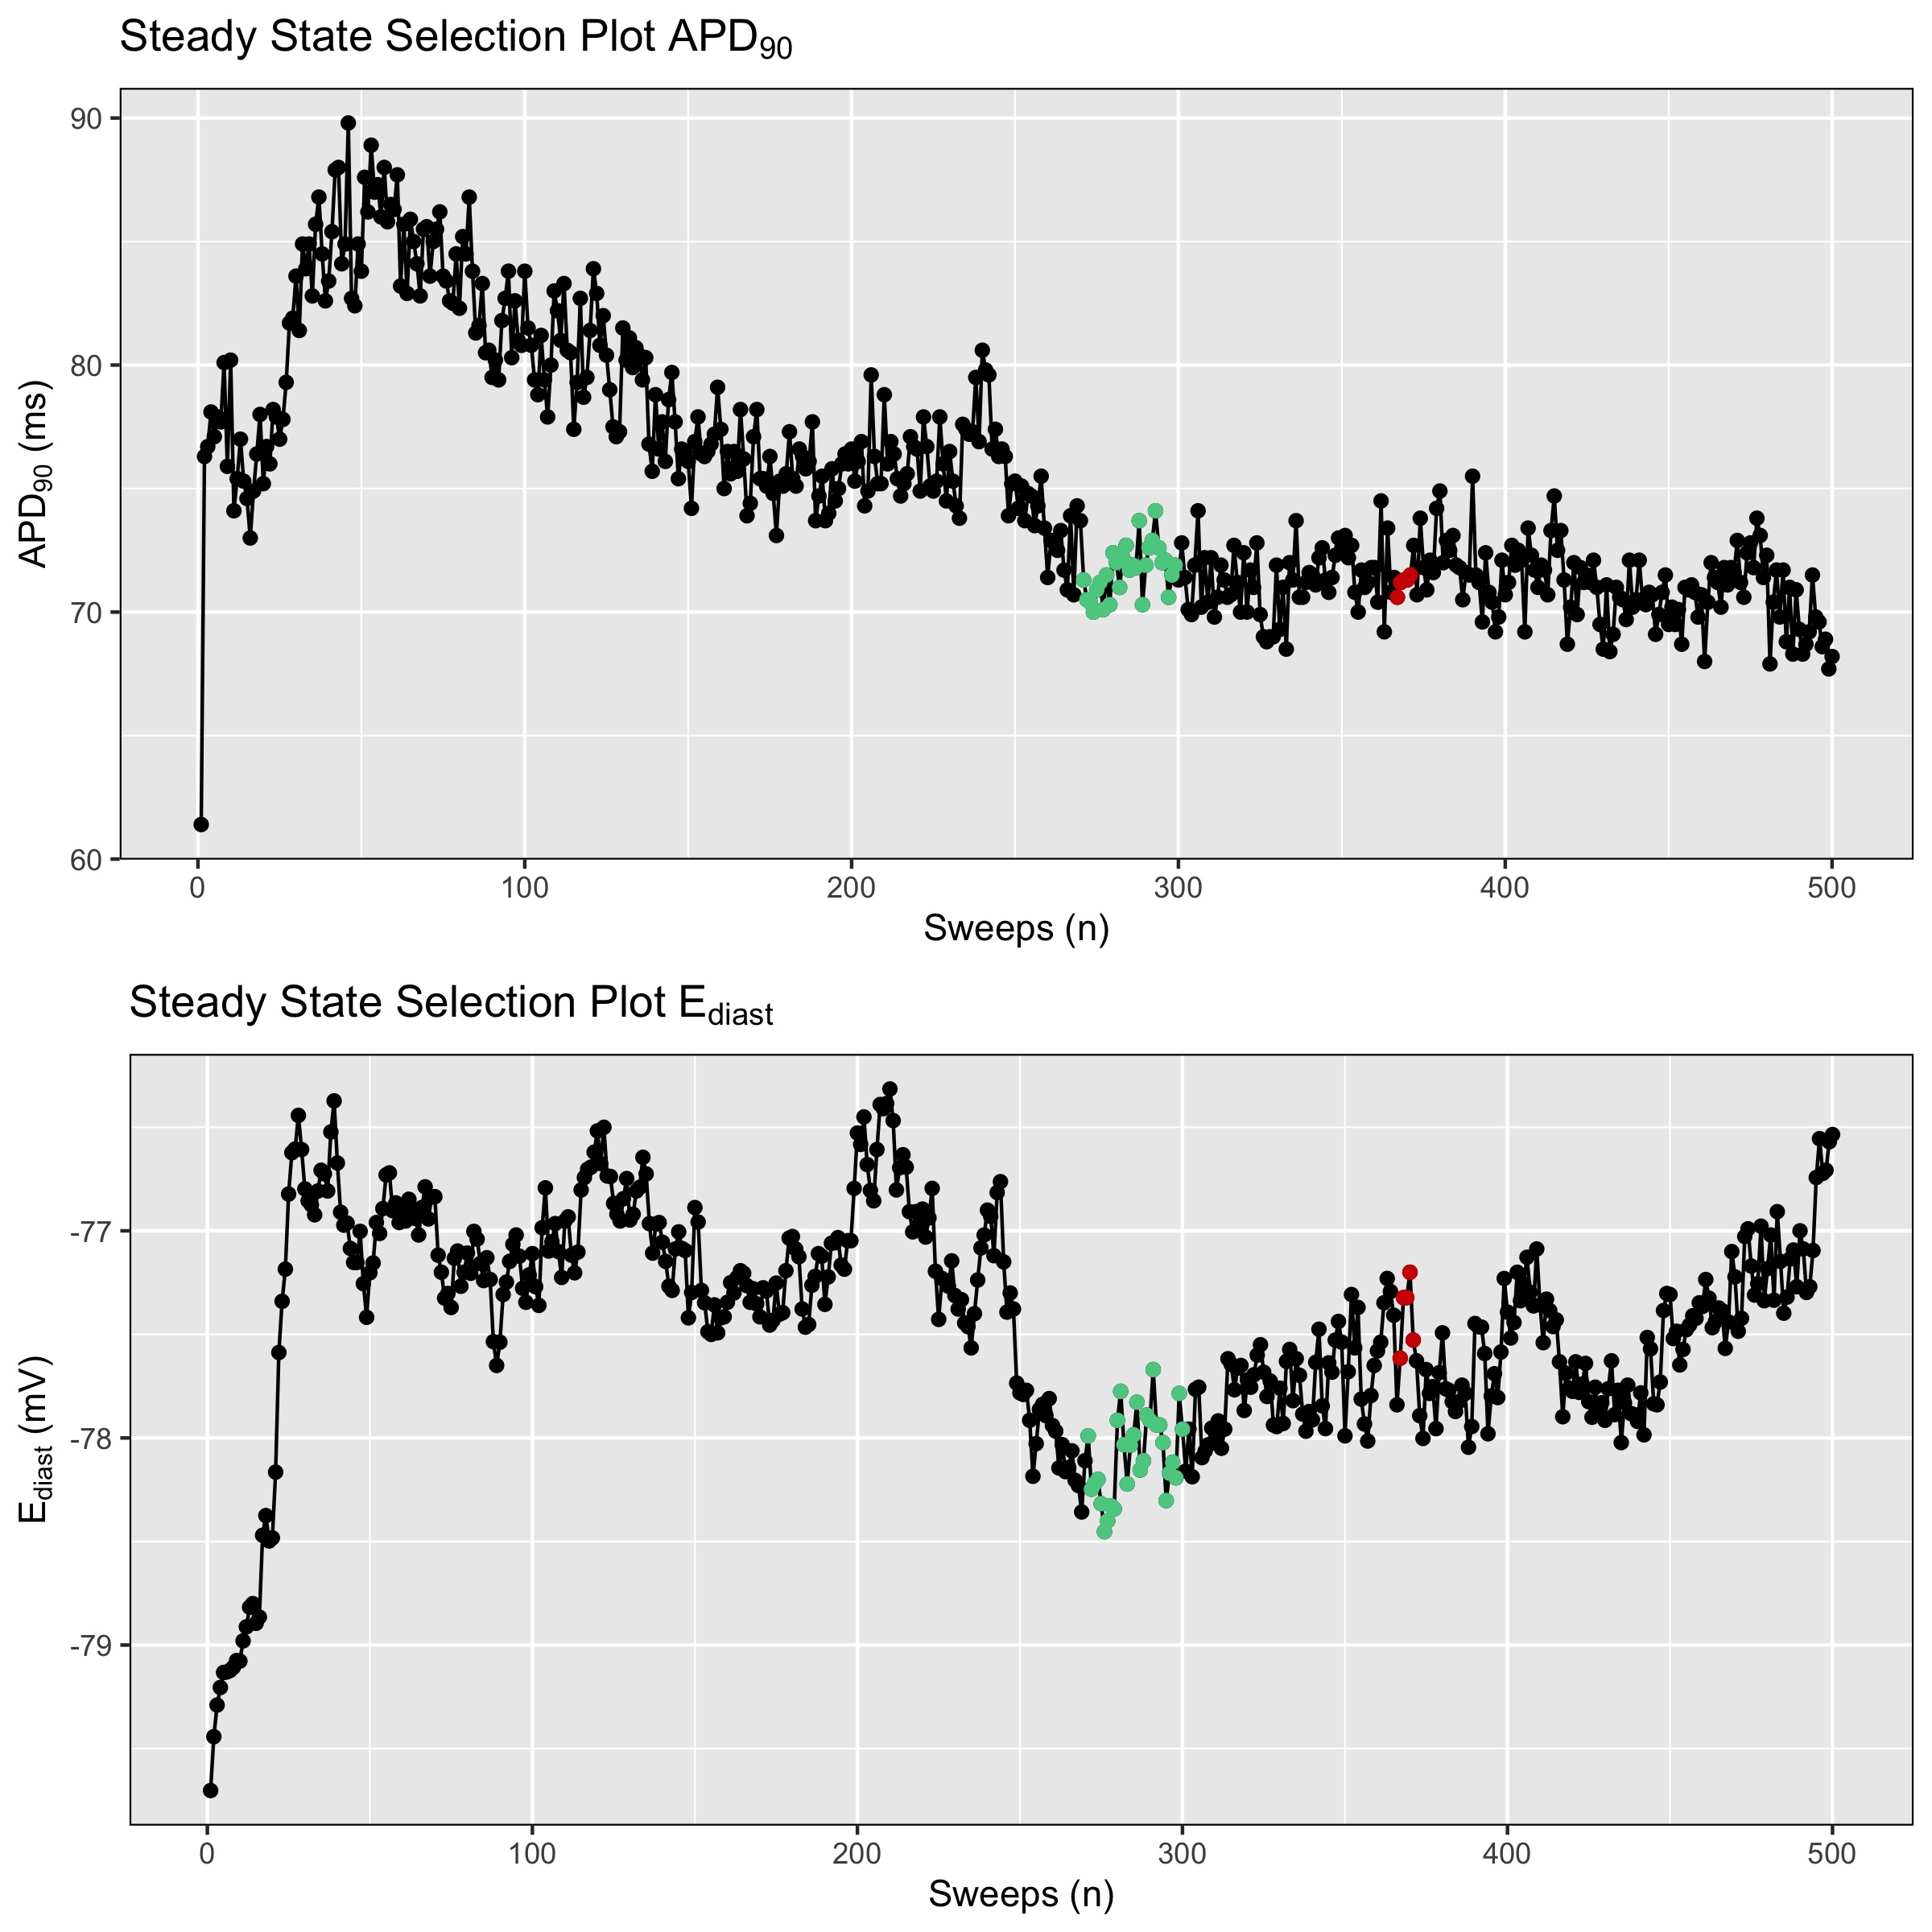 Steady State Selection Plot APD90
90
80
70
60
APD90 (ms)
0 100 200 300 400 500
Sweeps (n)
Steady State Selection Plot Ediast
-77
-78
-79
Ediast (mV)
0 100 200 300 400 500
Sweeps (n)